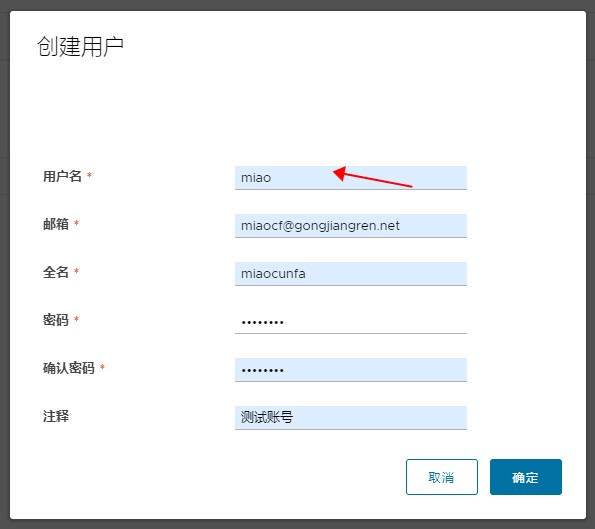 创建用户
用户名 * miao
邮箱 * miaocf@gongjiangren.net
全名 * miaocunfa
密码 * ••••••••
确认密码 * ••••••••
注释 测试账号
取消 确定